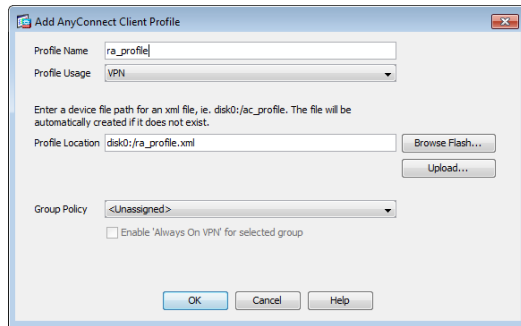 Add AnyConnect Client Profile
Profile Name ra_profile
Profile Usage VPN
Enter a device file path for an xml file, ie. disk0:/ac_profile. The file will be
automatically created if it does not exist.
Profile Location disk0:/ra_profile.xml Browse Flash...
Upload...
Group Policy <Unassigned>
Enable 'Always On VPN' for selected group
OK Cancel Help